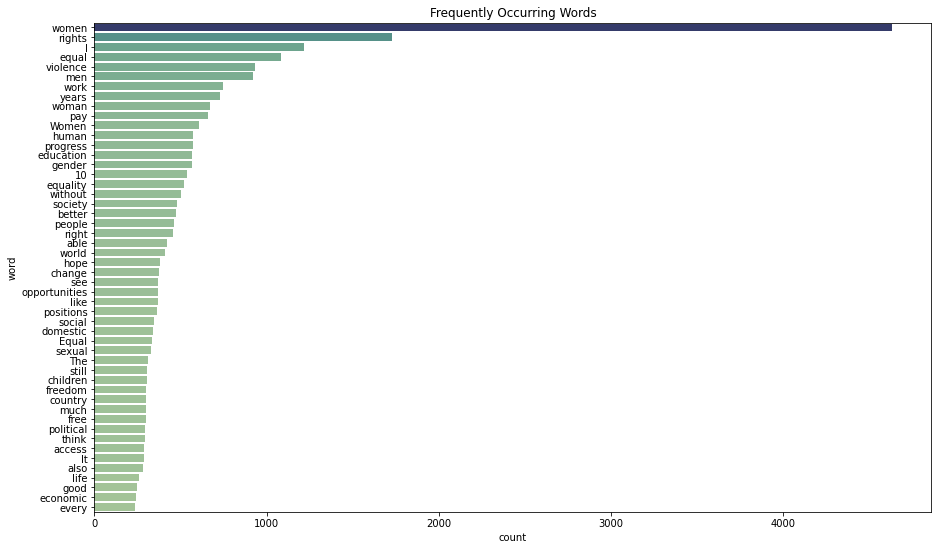 Frequently Occurring Words
women
rights
I
equal
violence
men
work
years
woman
pay
Women
human
progress
education
gender
10
equality
without
society
better
people
right
able
world
hope
change
see
opportunities
like
positions
social
domestic
Equal
sexual
The
still
children
freedom
country
much
free
political
think
access
It
also
life
good
economic
every
word
0 1000 2000 3000 4000
count